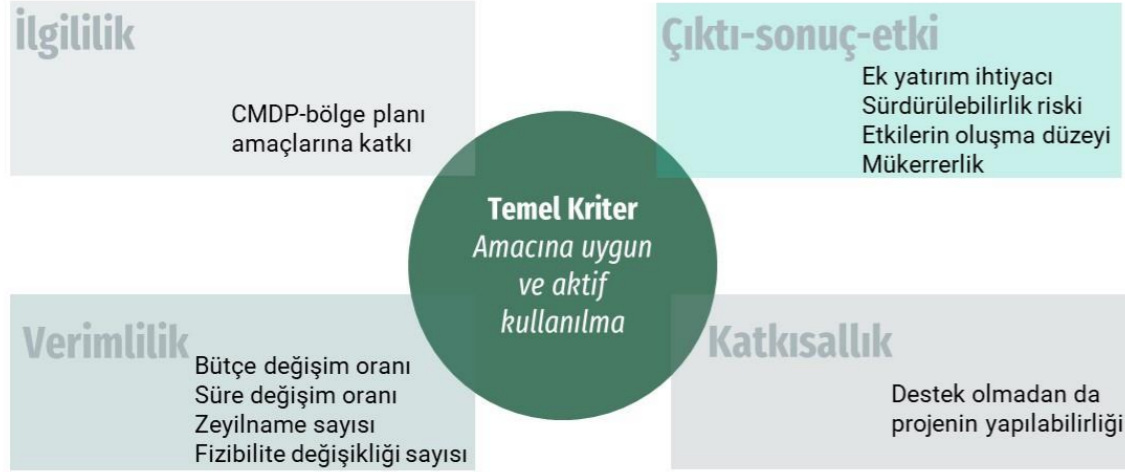 İlgililik
CMDP-bölge planı
amaçlarına katkı
Çıktı-sonuç-etki
Ek yatırım ihtiyacı
Sürdürülebilirlik riski
Etkilerin oluşma düzeyi
Mükerrerlik
Temel Kriter
Amacına uygun
ve aktif
kullanılma
Verimlilik
Bütçe değişim oranı
Süre değişim oranı
Zeyilname sayısı
Fizibilite değişikliği sayısı
Katkısallık
Destek olmadan da
projenin yapılabilirliği